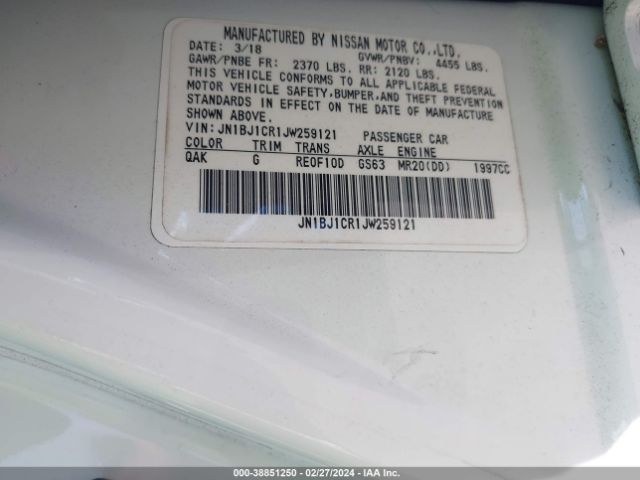 MANUFACTURED BY NISSAN MOTOR CO.,LTD.
DATE: 3/18 GVWR/PNBV: 4455 LBS.
GAWR/PNBE FR: 2370 LBS. RR: 2120 LBS.
THIS VEHICLE CONFORMS TO ALL APPLICABLE FEDERAL
MOTOR VEHICLE SAFETY,BUMPER,AND THEFT PREVENTION
STANDARDS IN EFFECT ON THE DATE OF MANUFACTURE
SHOWN ABOVE.
VIN: JN1BJ1CR1JW259121 PASSENGER CAR
COLOR TRIM TRANS AXLE ENGINE
QAK G RE0F10D GS63 MR20(DD) 1997CC
JN1BJ1CR1JW259121
000-38851250 - 02/27/2024 - IAA Inc.